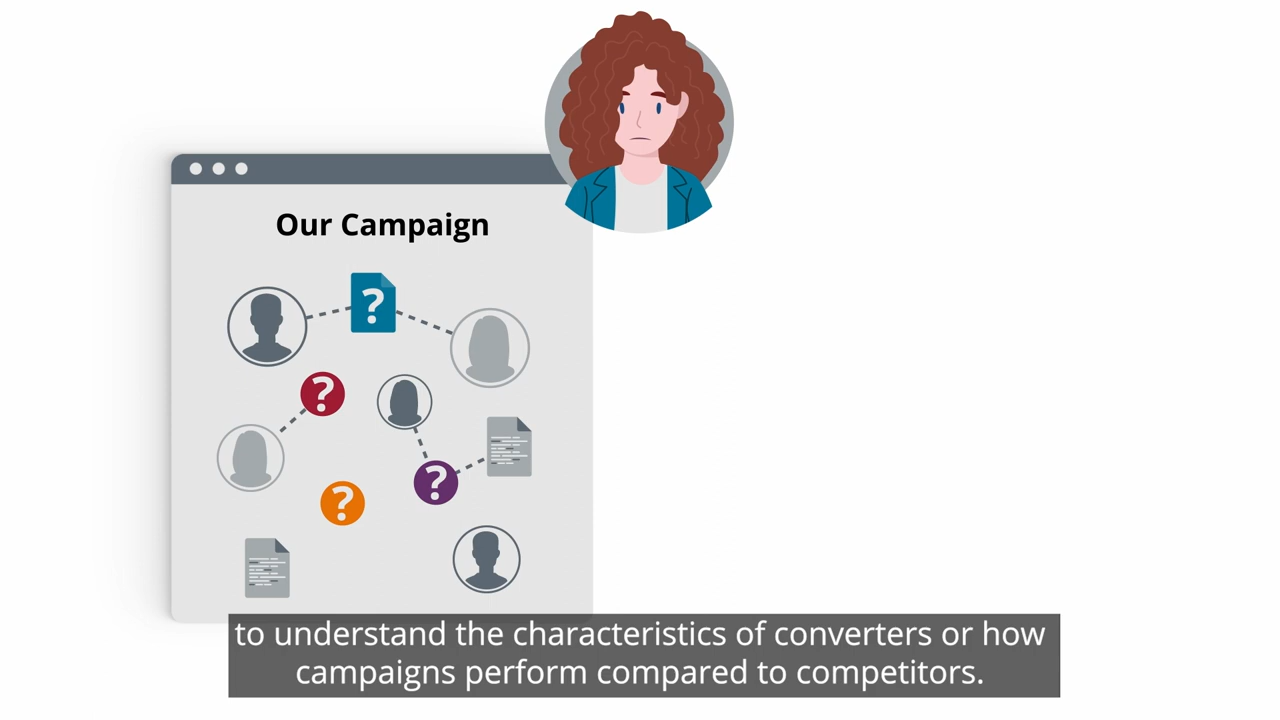 Our Campaign
?
?
?
?
to understand the characteristics of converters or how
campaigns perform compared to competitors.